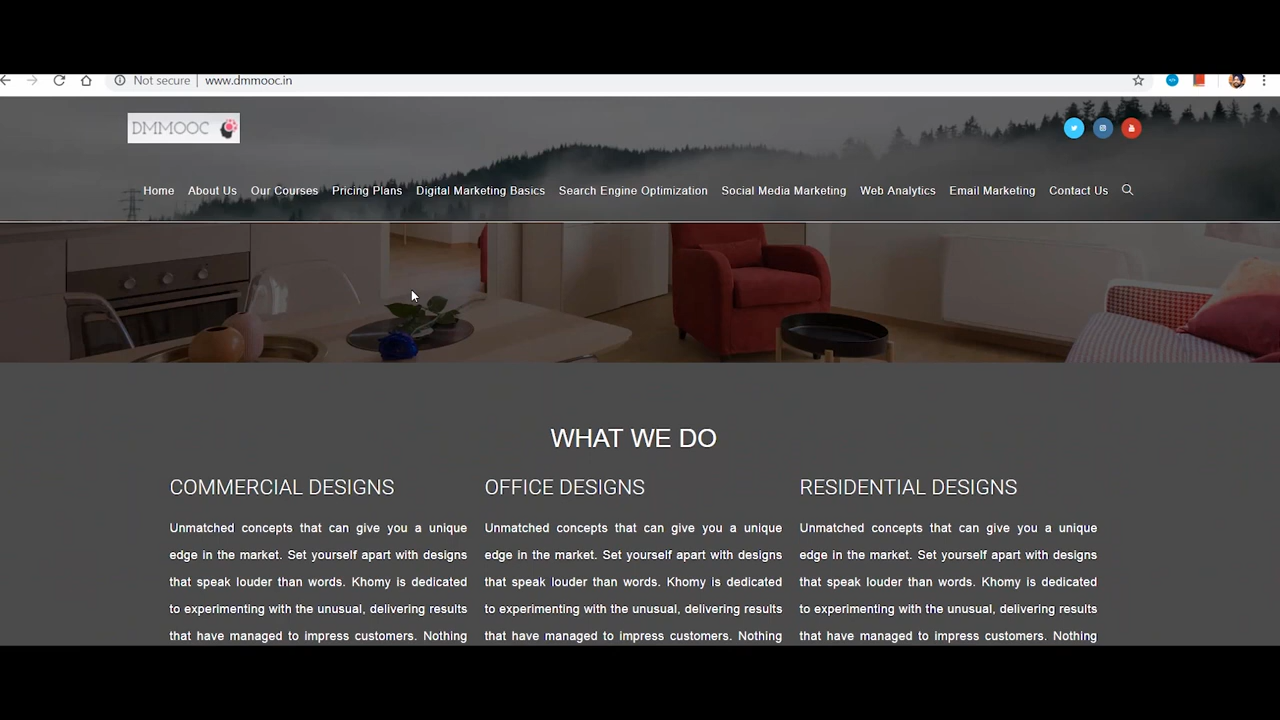 Not secure | www.dmmooc.in
DMMOOC
Home About Us Our Courses Pricing Plans Digital Marketing Basics Search Engine Optimization Social Media Marketing Web Analytics Email Marketing Contact Us
WHAT WE DO
COMMERCIAL DESIGNS
Unmatched concepts that can give you a unique
edge in the market. Set yourself apart with designs
that speak louder than words. Khomy is dedicated
to experimenting with the unusual, delivering results
that have managed to impress customers. Nothing
OFFICE DESIGNS
Unmatched concepts that can give you a unique
edge in the market. Set yourself apart with designs
that speak louder than words. Khomy is dedicated
to experimenting with the unusual, delivering results
that have managed to impress customers. Nothing
RESIDENTIAL DESIGNS
Unmatched concepts that can give you a unique
edge in the market. Set yourself apart with designs
that speak louder than words. Khomy is dedicated
to experimenting with the unusual, delivering results
that have managed to impress customers. Nothing